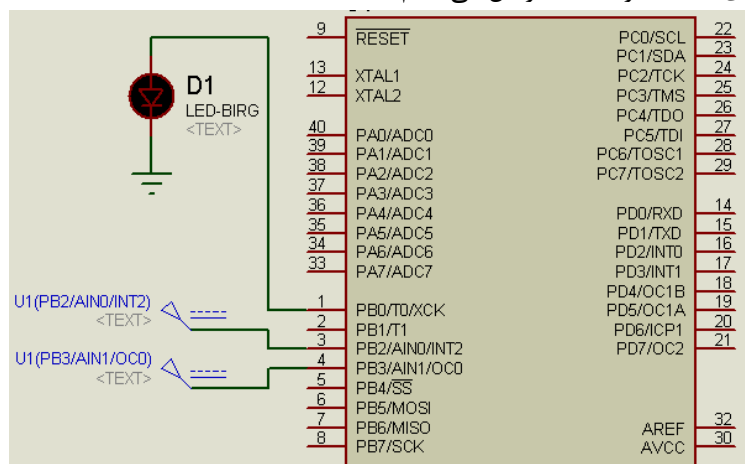 9 RESET
13 XTAL1
12 XTAL2
40 PA0/ADC0
39 PA1/ADC1
38 PA2/ADC2
37 PA3/ADC3
36 PA4/ADC4
35 PA5/ADC5
34 PA6/ADC6
33 PA7/ADC7
1 PB0/T0/XCK
2 PB1/T1
3 PB2/AIN0/INT2
4 PB3/AIN1/OC0
5 PB4/SS
6 PB5/MOSI
7 PB6/MISO
8 PB7/SCK
PC0/SCL 22
PC1/SDA 23
PC2/TCK 24
PC3/TMS 25
PC4/TDO 26
PC5/TDI 27
PC6/TOSC1 28
PC7/TOSC2 29
PD0/RXD 14
PD1/TXD 15
PD2/INT0 16
PD3/INT1 17
PD4/OC1B 18
PD5/OC1A 19
PD6/ICP1 20
PD7/OC2 21
AREF 32
AVCC 30
D1
LED-BIRG
<TEXT>
U1(PB2/AIN0/INT2)
<TEXT>
U1(PB3/AIN1/OC0)
<TEXT>